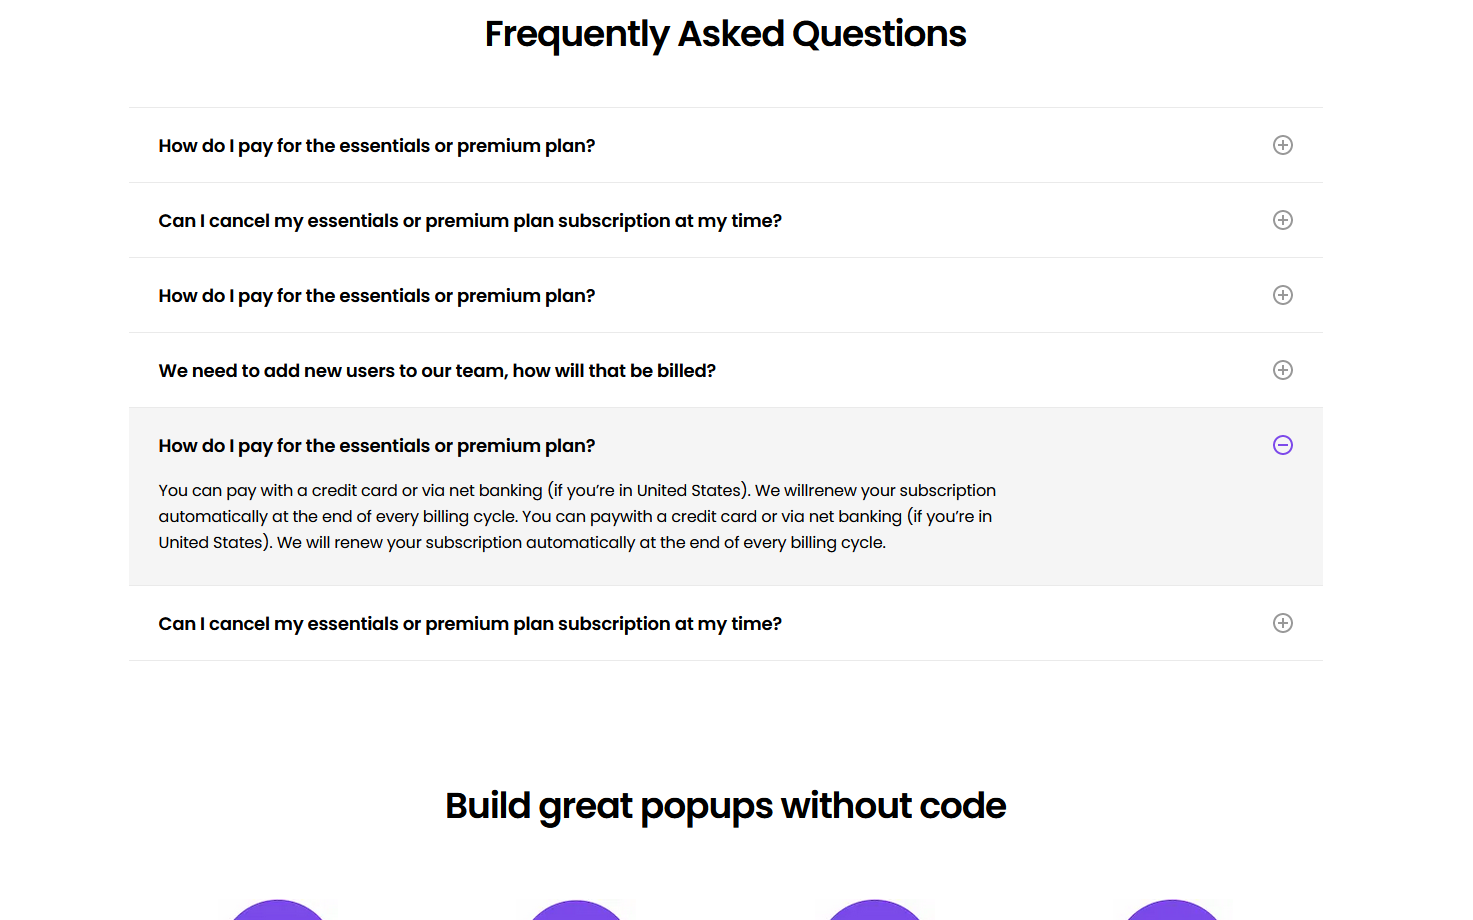 Frequently Asked Questions
How do I pay for the essentials or premium plan?
Can I cancel my essentials or premium plan subscription at my time?
How do I pay for the essentials or premium plan?
We need to add new users to our team, how will that be billed?
How do I pay for the essentials or premium plan?
You can pay with a credit card or via net banking (if you’re in United States). We willrenew your subscription
automatically at the end of every billing cycle. You can paywith a credit card or via net banking (if you’re in
United States). We will renew your subscription automatically at the end of every billing cycle.
Can I cancel my essentials or premium plan subscription at my time?
Build great popups without code